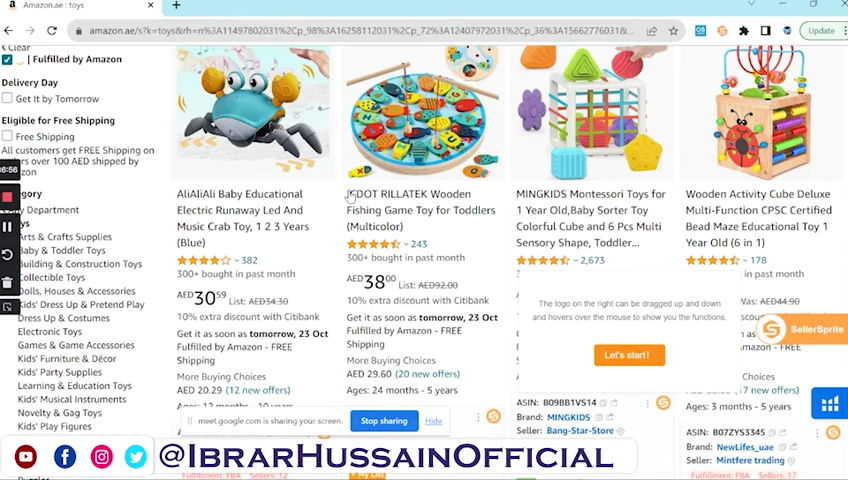 Amazon.ae : toys
amazon.ae/s?k=toys&rh=n%3A11497802031%2Cp_98%3A16258112031%2Cp_72%3A12407972031%2Cp_36%3A15662776031&...
Update
Clear
| Fulfilled by Amazon
Delivery Day
Get It by Tomorrow
Eligible for Free Shipping
Free Shipping
All customers get FREE Shipping on
over 100 AED shipped by
:56
Arts & Crafts Supplies
Baby & Toddler Toys
Building & Construction Toys
Collectible Toys
Dolls, Houses & Accessories
Kids' Dress Up & Pretend Play
Dress Up & Costumes
Electronic Toys
Games & Game Accessories
Kids' Furniture & Décor
Kids' Party Supplies
Learning & Education Toys
Kids' Musical Instruments
Novelty & Gag Toys
Kids' Play Figures
AliAliAli Baby Educational
Electric Runaway Led And
Music Crab Toy, 1 2 3 Years
(Blue)
382
300+ bought in past month
AED 30 59 List: AED34.30
10% extra discount with Citibank
Get it as soon as tomorrow, 23 Oct
Fulfilled by Amazon - FREE
Shipping
More Buying Choices
AED 20.29 (12 new offers)
RILLATEK Wooden
Fishing Game Toy for Toddlers
(Multicolor)
243
300+ bought in past month
AED 38 00 List: AED92.00
10% extra discount with Citibank
Get it as soon as tomorrow, 23 Oct
Fulfilled by Amazon - FREE
Shipping
More Buying Choices
AED 29.60 (20 new offers)
Ages: 24 months - 5 years
MINGKIDS Montessori Toys for
1 Year Old,Baby Sorter Toy
Colorful Cube and 6 Pcs Multi
Sensory Shape, Toddler...
2,673
300+ bought in past month
ASIN: B09BB1VS14
Brand: MINGKIDS
Seller: Bang-Star-Store
Wooden Activity Cube Deluxe
Multi-Function CPSC Certified
Bead Maze Educational Toy 1
Year Old (6 in 1)
178
300+ bought in past month
Was: AED44.90
(17 new offers)
Ages: 3 months - 5 years
ASIN: B07ZYS3345
Brand: NewLifes_uae
Seller: Mintfere trading
Fulfillment: FBA Sellers: 17
The logo on the right can be dragged up and down
and hovers over the mouse to show you the functions.
Let's start!
SellerSprite
meet.google.com is sharing your screen.
Stop sharing
Hide
@IbrarHussainOfficial